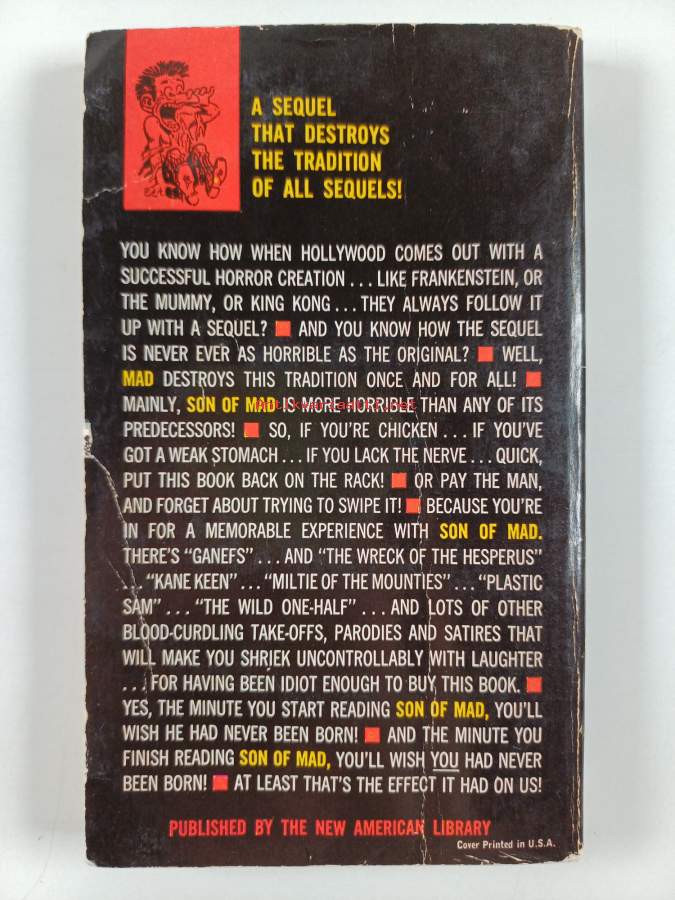 A SEQUEL
THAT DESTROYS
THE TRADITION
OF ALL SEQUELS!
YOU KNOW HOW WHEN HOLLYWOOD COMES OUT WITH A
SUCCESSFUL HORROR CREATION... LIKE FRANKENSTEIN, OR
THE MUMMY, OR KING KONG... THEY ALWAYS FOLLOW IT
UP WITH A SEQUEL? ■ AND YOU KNOW HOW THE SEQUEL
IS NEVER EVER AS HORRIBLE AS THE ORIGINAL? ■ WELL,
MAD DESTROYS THIS TRADITION ONCE AND FOR ALL! ■
MAINLY, SON OF MAD IS MORE HORRIBLE THAN ANY OF ITS
PREDECESSORS! ■ SO, IF YOU'RE CHICKEN... IF YOU'VE
GOT A WEAK STOMACH... IF YOU LACK THE NERVE... QUICK,
PUT THIS BOOK BACK ON THE RACK! ■ OR PAY THE MAN,
AND FORGET ABOUT TRYING TO SWIPE IT! ■ BECAUSE YOU'RE
IN FOR A MEMORABLE EXPERIENCE WITH SON OF MAD.
THERE'S "GANEFS"... AND "THE WRECK OF THE HESPERUS"
... "KANE KEEN"... "MILTIE OF THE MOUNTIES"... "PLASTIC
SAM"... "THE WILD ONE-HALF"... AND LOTS OF OTHER
BLOOD-CURDLING TAKE-OFFS, PARODIES AND SATIRES THAT
WILL MAKE YOU SHRIEK UNCONTROLLABLY WITH LAUGHTER
... FOR HAVING BEEN IDIOT ENOUGH TO BUY THIS BOOK. ■
YES, THE MINUTE YOU START READING SON OF MAD, YOU'LL
WISH HE HAD NEVER BEEN BORN! ■ AND THE MINUTE YOU
FINISH READING SON OF MAD, YOU'LL WISH YOU HAD NEVER
BEEN BORN! ■ AT LEAST THAT'S THE EFFECT IT HAD ON US!
PUBLISHED BY THE NEW AMERICAN LIBRARY
Cover Printed in U.S.A.